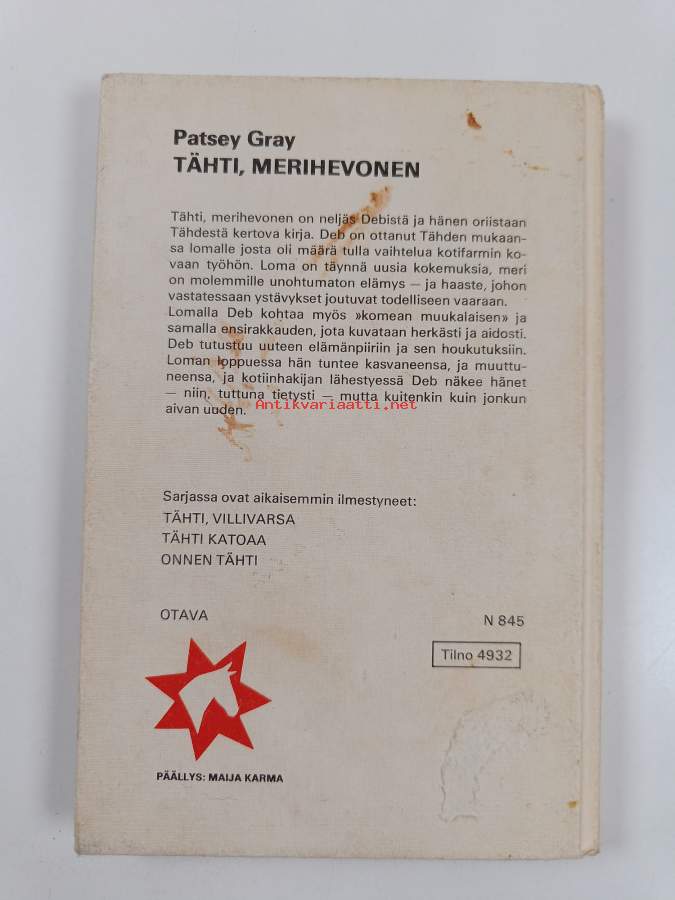 Patsey Gray
TÄHTI, MERIHEVONEN
Tähti, merihevonen on neljäs Debistä ja hänen oriistaan
Tähdestä kertova kirja. Deb on ottanut Tähden mukaan-
sa lomalle josta oli määrä tulla vaihtelua kotifarmin ko-
vaan työhön. Loma on täynnä uusia kokemuksia, meri
on molemmille unohtumaton elämys — ja haaste, johon
vastatessaan ystävykset joutuvat todelliseen vaaraan.
Lomalla Deb kohtaa myös »komean muukalaisen» ja
samalla ensirakkauden, jota kuvataan herkästi ja aidosti.
Deb tutustuu uuteen elämänpiiriin ja sen houkutuksiin.
Loman loppuessa hän tuntee kasvaneensa, ja muuttu-
neensa, ja kotiinhakijan lähestyessä Deb näkee hänet
— niin, tuttuna tietysti — mutta kuitenkin kuin jonkun
aivan uuden.
Antikvariaatti.net
Sarjassa ovat aikaisemmin ilmestyneet:
TÄHTI, VILLIVARSA
TÄHTI KATOAA
ONNEN TÄHTI
OTAVA
N 845
Tilno 4932
PÄÄLLYS: MAIJA KARMA